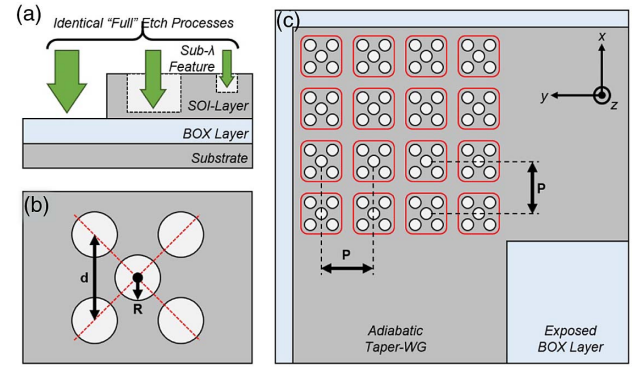 (a)
Identical “Full” Etch Processes
Sub-λ
Feature
SOI-Layer
BOX Layer
Substrate
(b)
d
R
(c)
x
y
z
P
P
Adiabatic
Taper-WG
Exposed
BOX Layer